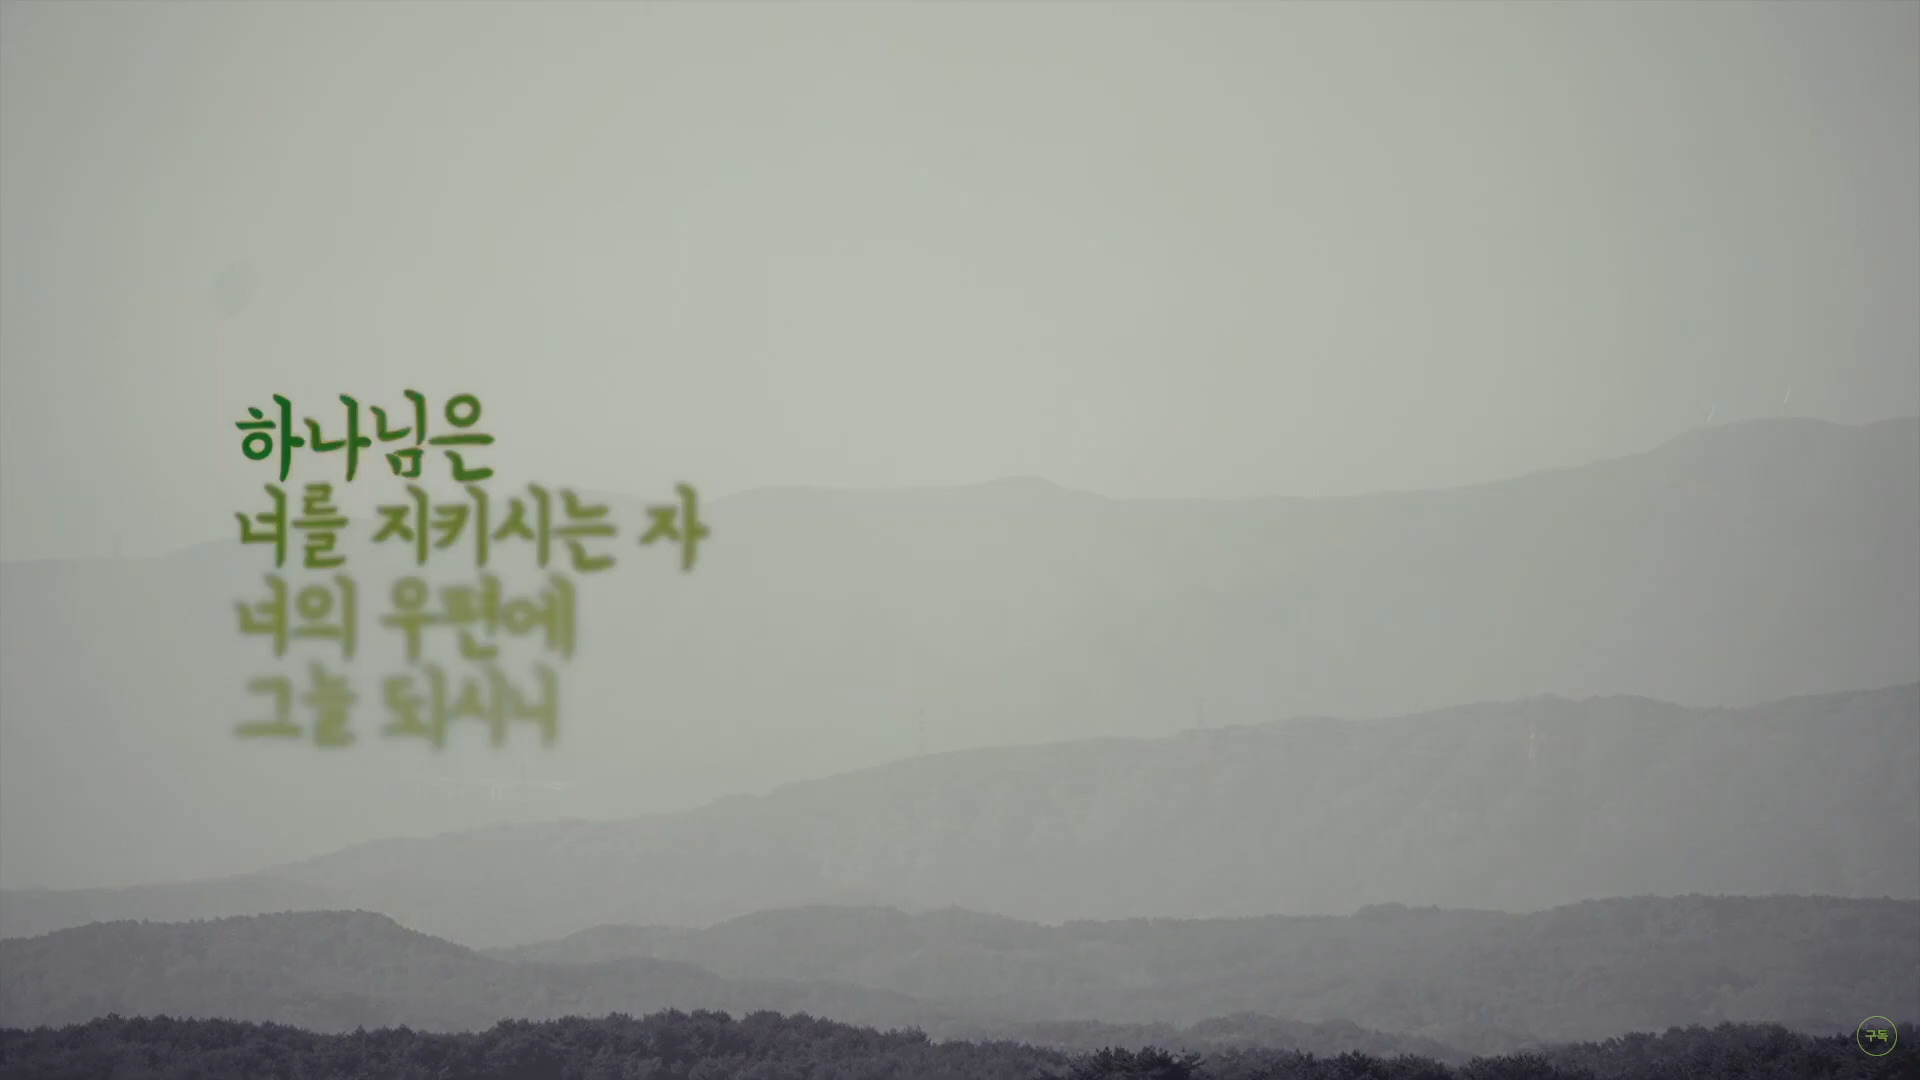 하나님은
너를 지키시는 자
너의 우편에
그늘 되시니
구독